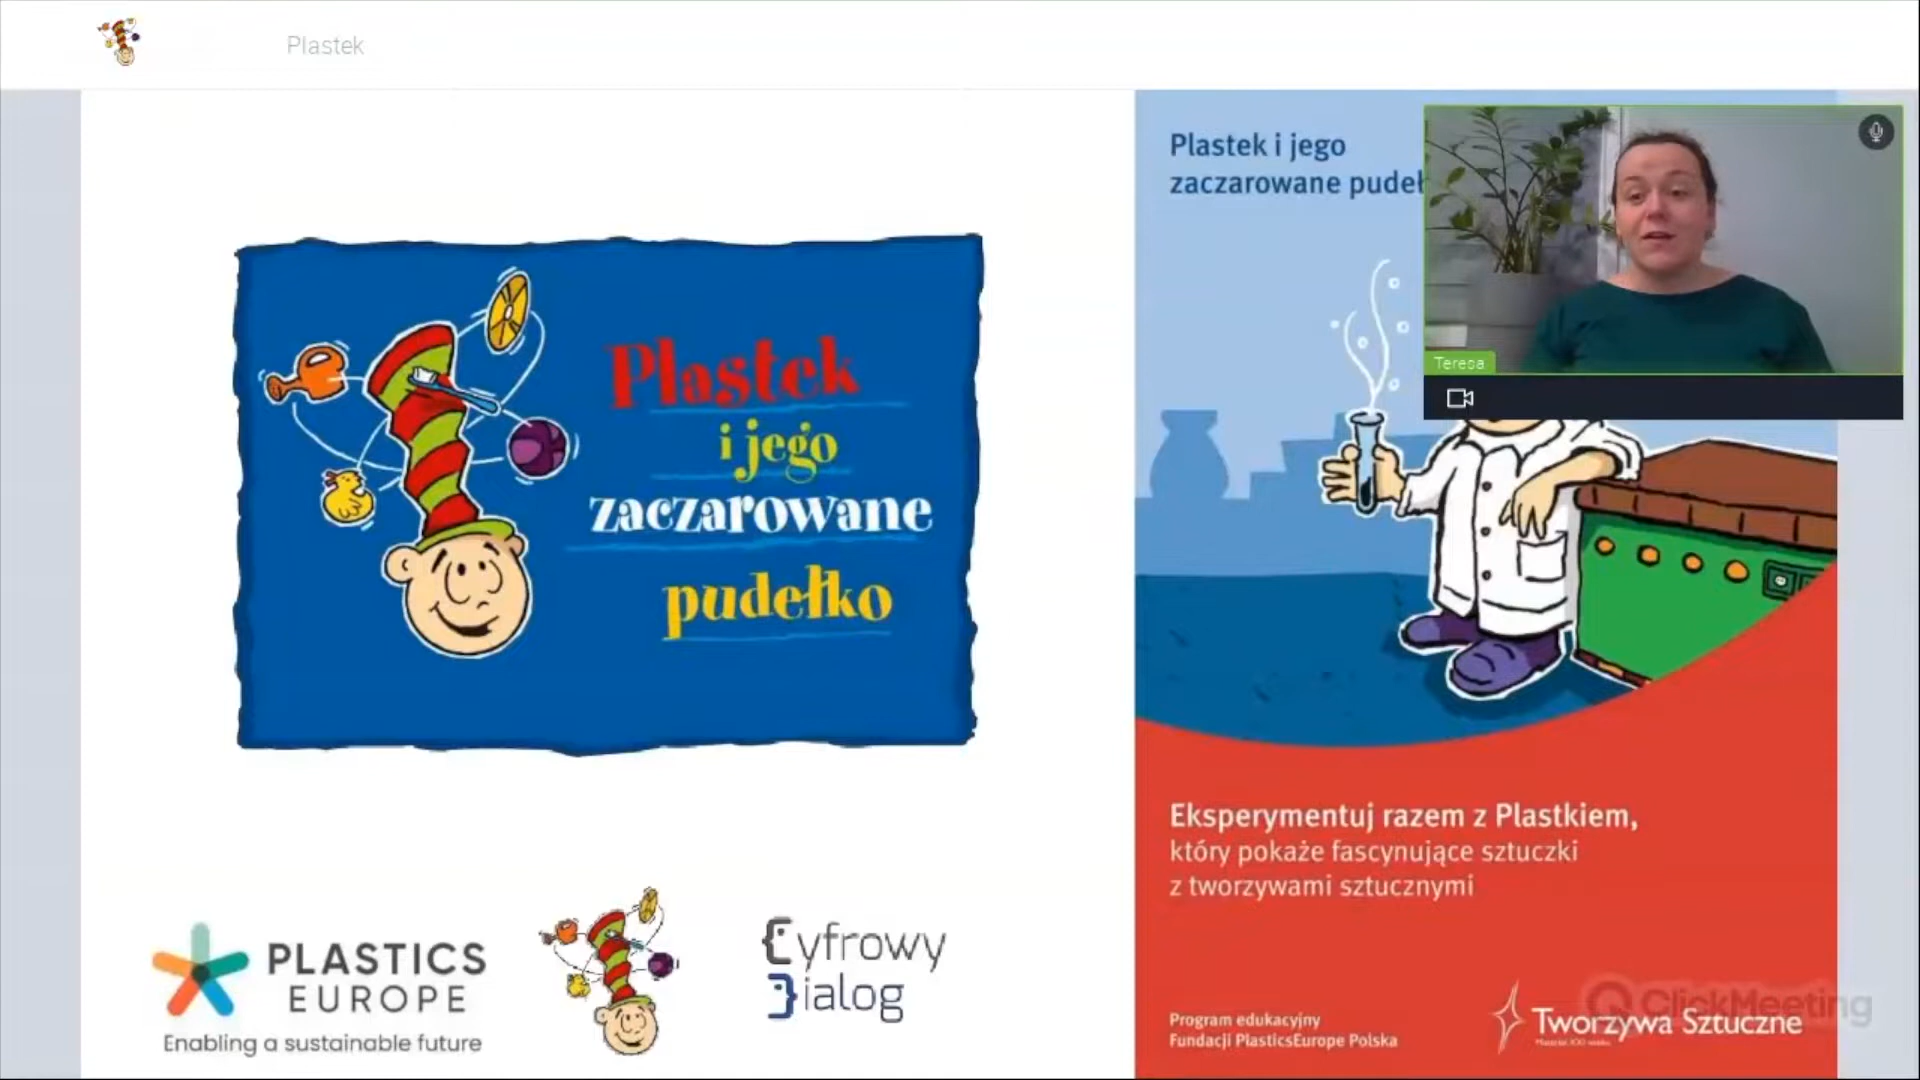 Plastek
Plastek
i jego
zaczarowane
pudełko
PLASTICS
EUROPE
Enabling a sustainable future
Cyfrowy
Dialog
Plastek i jego
zaczarowane pudeł
Teresa
Eksperymentuj razem z Plastkiem,
który pokaże fascynujące sztuczki
z tworzywami sztucznymi
Program edukacyjny
Fundacji PlasticsEurope Polska
Tworzywa Sztuczne
ClickMeeting